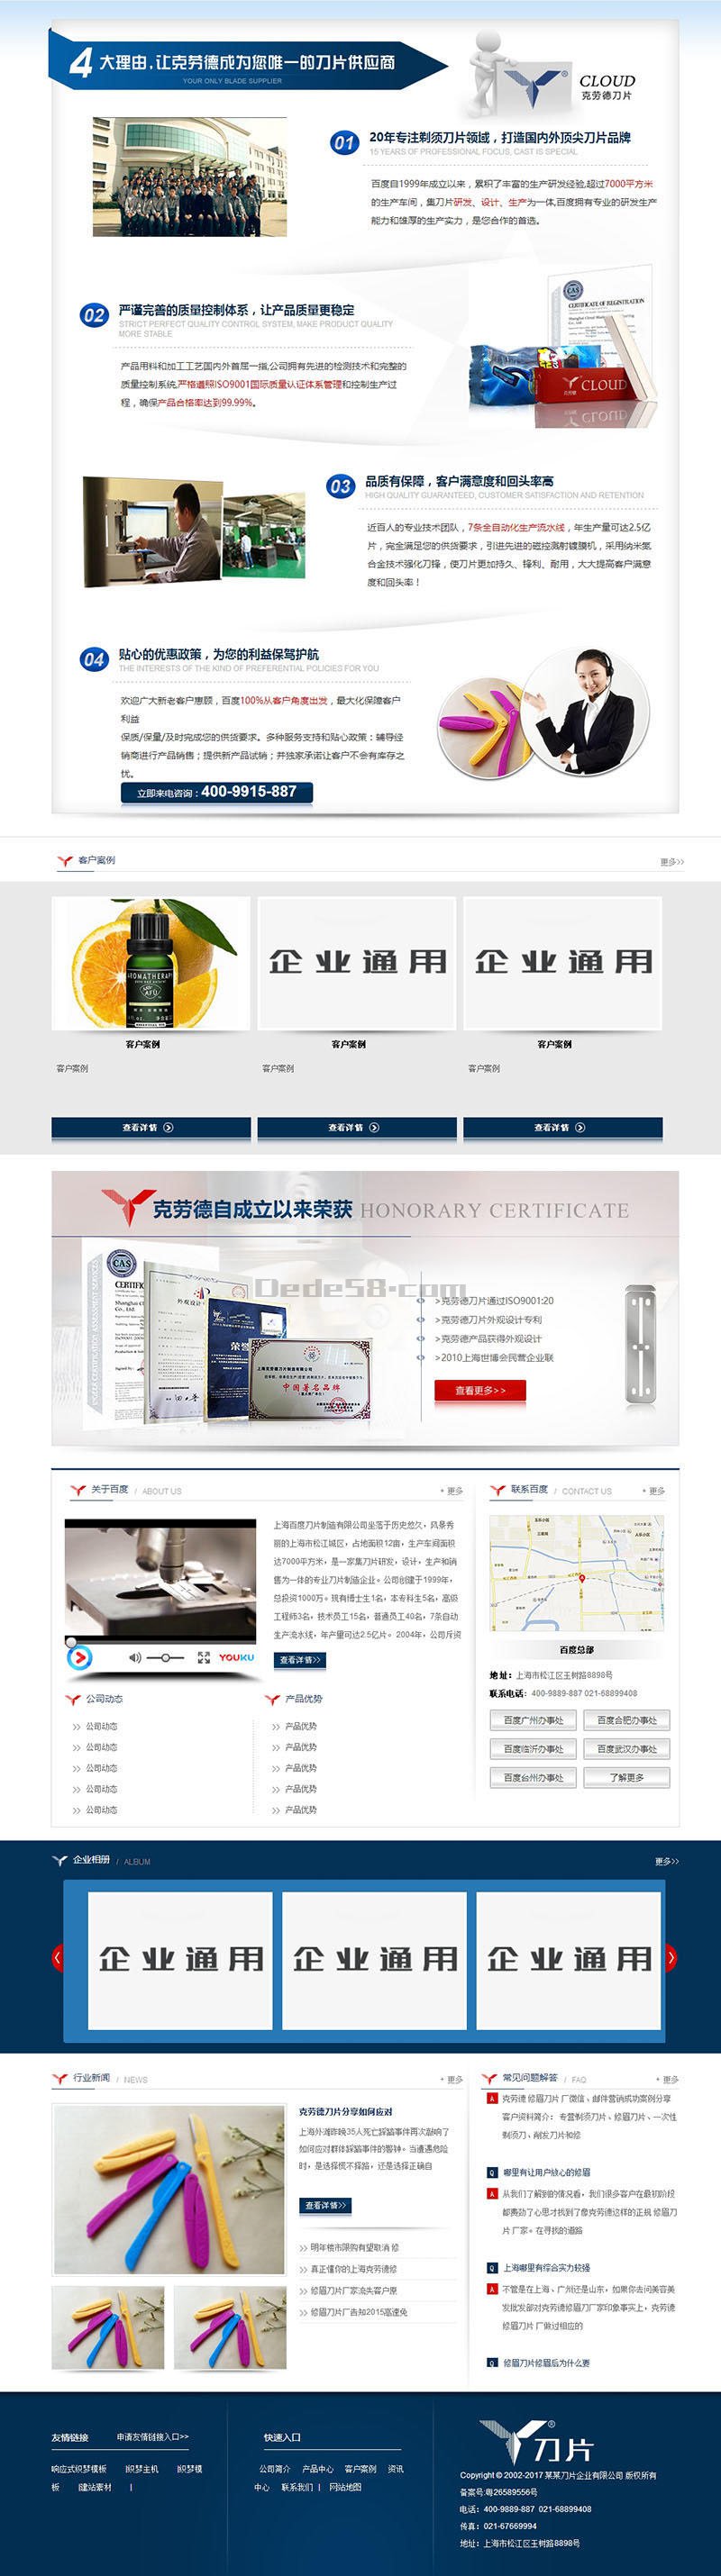 4 大理由,让克劳德成为您唯一的刀片供应商
YOUR ONLY BLADE SUPPLIER
CLOUD
克劳德刀片
01 20年专注剃须刀片领域，打造国内外顶尖刀片品牌
15 YEARS OF PROFESSIONAL FOCUS, CAST IS SPECIAL
百度自1999年成立以来，累积了丰富的生产研发经验,超过7000平方米
的生产车间，集刀片研发、设计、生产为一体,百度拥有专业的研发生产
能力和雄厚的生产实力，是您合作的首选。
02 严谨完善的质量控制体系，让产品质量更稳定
STRICT PERFECT QUALITY CONTROL SYSTEM, MAKE PRODUCT QUALITY
MORE STABLE
产品用料和加工工艺国内外首屈一指,公司拥有先进的检测技术和完整的
质量控制系统,严格遵照ISO9001国际质量认证体系管理和控制生产过
程，确保产品合格率达到99.99%。
CAS
CERTIFICATE OF REGISTRATION
CLOUD
03 品质有保障，客户满意度和回头率高
HIGH QUALITY GUARANTEED, CUSTOMER SATISFACTION AND RETENTION
近百人的专业技术团队，7条全自动化生产流水线，年生产量可达2.5亿
片，完全满足您的供货要求，引进先进的磁控溅射镀膜机，采用纳米氮
合金技术强化刀锋，使刀片更加持久、锋利、耐用，大大提高客户满意
度和回头率！
04 贴心的优惠政策，为您的利益保驾护航
THE INTERESTS OF THE KIND OF PREFERENTIAL POLICIES FOR YOU
欢迎广大新老客户惠顾，百度100%从客户角度出发，最大化保障客户
利益
保质/保量/及时完成您的供货要求。多种服务支持和贴心政策：辅导经
销商进行产品销售；提供新产品试销；并独家承诺让客户不会有库存之
忧。
立即来电咨询：400-9915-887
客户案例
更多>>
AROMATHERAPY
AFU
企业通用
企业通用
客户案例
客户案例
客户案例
客户案例
客户案例
客户案例
查看详情
查看详情
查看详情
克劳德自成立以来荣获 HONORARY CERTIFICATE
Dede58.com
CAS
中国著名品牌
>克劳德刀片通过ISO9001:20
>克劳德刀片外观设计专利
>克劳德产品获得外观设计
>2010上海世博会民营企业联
查看更多>>
关于百度 / ABOUT US
+ 更多
上海百度刀片制造有限公司坐落于历史悠久，风景秀
丽的上海市松江城区，占地面积12亩，生产车间面积
达7000平方米，是一家集刀片研发，设计，生产和销
售为一体的专业刀片制造企业。公司创建于1999年，
总投资1000万。现有博士生1名，本专科生5名，高级
工程师3名，技术员工15名，普通员工40名，7条自动
生产流水线，年产量可达2.5亿片。2004年，公司斥资
查看详情>>
YOUKU
联系百度 / CONTACT US
+ 更多
百度总部
地址：上海市松江区玉树路8898号
联系电话：400-9889-887 021-68899408
百度广州办事处
百度合肥办事处
百度临沂办事处
百度武汉办事处
百度台州办事处
了解更多
公司动态
公司动态
公司动态
公司动态
公司动态
公司动态
产品优势
产品优势
产品优势
产品优势
产品优势
产品优势
企业相册 / ALBUM
更多>>
企业通用
企业通用
企业通用
行业新闻 / NEWS
+ 更多
克劳德刀片分享如何应对
上海外滩昨晚35人死亡踩踏事件再次敲响了
如何应对群体踩踏事件的警钟。当遭遇危险
时，是选择慌不择路，还是选择正确自
查看详情>>
明年楼市限购有望取消 修
真正懂你的上海克劳德修
修眉刀片厂家流失客户原
修眉刀片厂告知2015高速免
常见问题解答 / FAQ
+ 更多
A 克劳德 修眉刀片 厂微信、邮件营销成功案例分享
客户资料简介： 专营剃须刀片、修眉刀片、一次性
剃须刀、削发刀片和修
Q 哪里有让用户放心的修眉
A 从我们了解到的情况看，我们很多客户在最初阶段
都费劲了心思才找到了像克劳德这样的正规 修眉刀
片 厂家。在寻找的道路
Q 上海哪里有综合实力较强
A 不管是在上海、广州还是山东，如果你去问美容美
发批发部对克劳德修眉刀厂家印象事实上，克劳德
修眉刀片 厂做过相应的
Q 修眉刀片修眉后为什么要
友情链接
申请友情链接入口>>
响应式织梦模板 织梦主机 织梦模
板 建站素材 |
快速入口
公司简介 产品中心 客户案例 资讯
中心 联系我们 | 网站地图
刀片
Copyright © 2002-2017 某某刀片企业有限公司 版权所有
备案号:粤26589556号
电话：400-9889-887 021-68899408
传真：021-67669994
地址：上海市松江区玉树路8898号